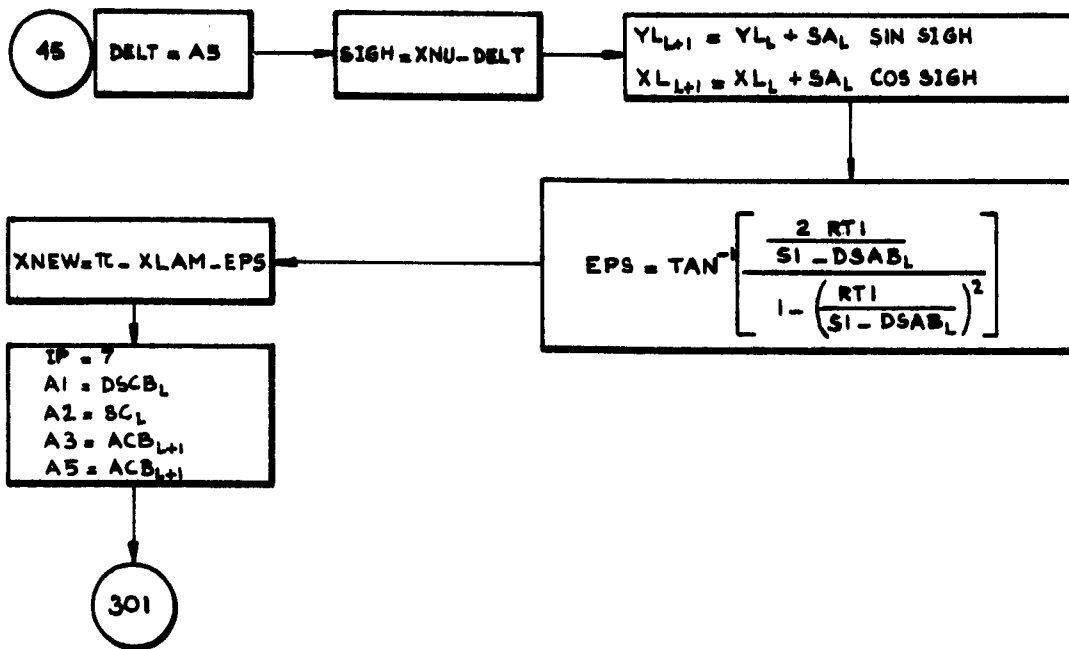 45
DELT = A5
SIGH = XNU - DELT
YL_{L+1} = YL_L + SA_L SIN SIGH
XL_{L+1} = XL_L + SA_L COS SIGH
EPS = TAN^{-1} [ (2 RT1 / (S1 - DSAB_L)) / (1 - (RT1 / (S1 - DSAB_L))^2) ]
XNEW = π - XLAM - EPS
IP = 7
A1 = DSCB_L
A2 = SC_L
A3 = ACB_{L+1}
A5 = ACB_{L+1}
301